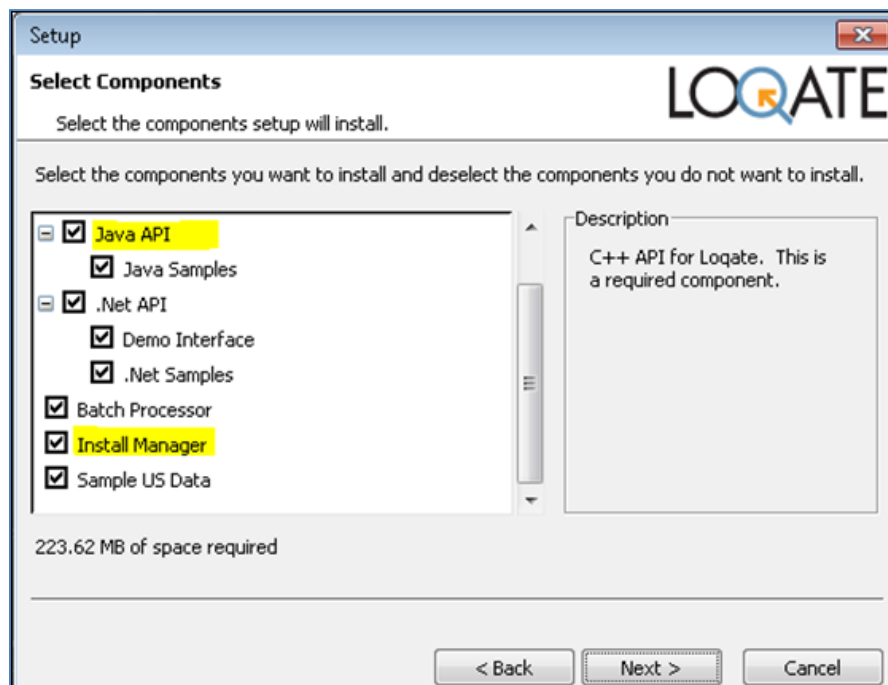 Setup
Select Components
LOQATE
Select the components setup will install.
Select the components you want to install and deselect the components you do not want to install.
Java API
Java Samples
.Net API
Demo Interface
.Net Samples
Batch Processor
Install Manager
Sample US Data
Description
C++ API for Loqate. This is
a required component.
223.62 MB of space required
< Back
Next >
Cancel